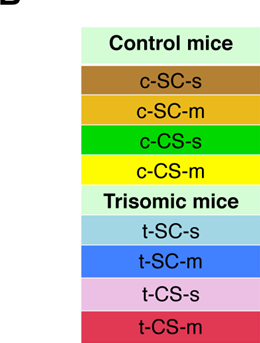 Control mice
c-SC-s
c-SC-m
c-CS-s
c-CS-m
Trisomic mice
t-SC-s
t-SC-m
t-CS-s
t-CS-m